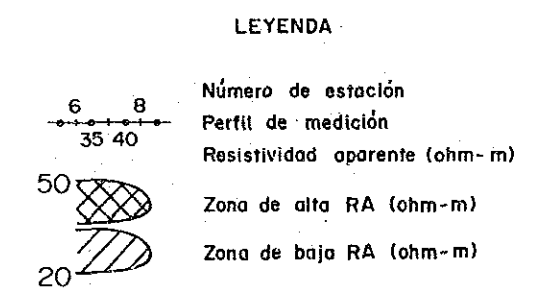 LEYENDA
6 8
Número de estación
Perfil de medición
35 40
Resistividad aparente (ohm-m)
50
Zona de alta RA (ohm-m)
Zona de baja RA (ohm-m)
20